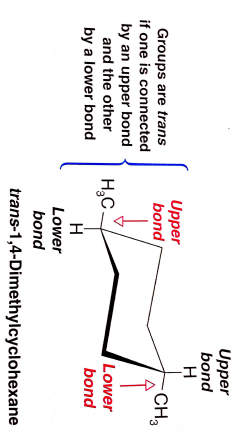 Groups are trans
if one is connected
by an upper bond
and the other
by a lower bond
Upper
bond
Upper
bond
H
H₃C
CH₃
H
Lower
bond
Lower
bond
trans-1,4-Dimethylcyclohexane